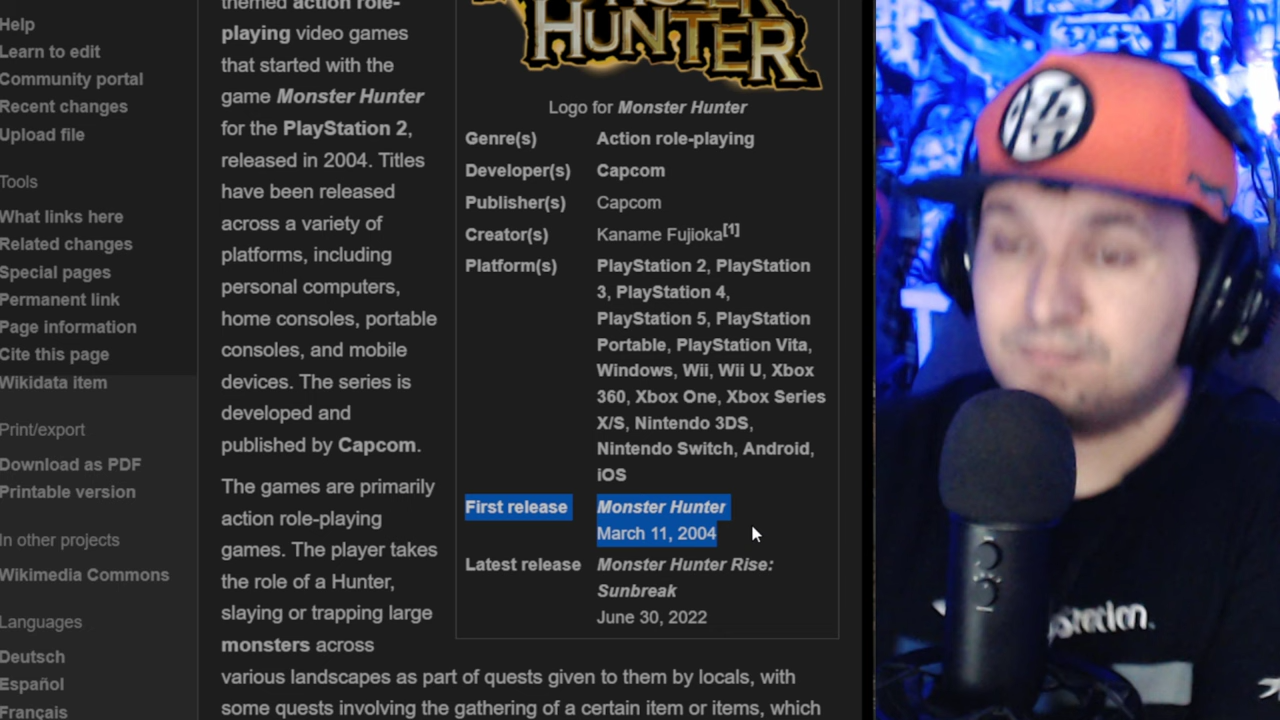 Help
Learn to edit
Community portal
Recent changes
Upload file
Tools
What links here
Related changes
Special pages
Permanent link
Page information
Cite this page
Wikidata item
Print/export
Download as PDF
Printable version
In other projects
Wikimedia Commons
Languages
Deutsch
Español
Français
themed action role-
playing video games
that started with the
game Monster Hunter
for the PlayStation 2,
released in 2004. Titles
have been released
across a variety of
platforms, including
personal computers,
home consoles, portable
consoles, and mobile
devices. The series is
developed and
published by Capcom.
The games are primarily
action role-playing
games. The player takes
the role of a Hunter,
slaying or trapping large
monsters across
various landscapes as part of quests given to them by locals, with
some quests involving the gathering of a certain item or items, which
MONSTER
HUNTER
Logo for Monster Hunter
Genre(s) Action role-playing
Developer(s) Capcom
Publisher(s) Capcom
Creator(s) Kaname Fujioka[1]
Platform(s) PlayStation 2, PlayStation
3, PlayStation 4,
PlayStation 5, PlayStation
Portable, PlayStation Vita,
Windows, Wii, Wii U, Xbox
360, Xbox One, Xbox Series
X/S, Nintendo 3DS,
Nintendo Switch, Android,
iOS
First release Monster Hunter
March 11, 2004
Latest release Monster Hunter Rise:
Sunbreak
June 30, 2022